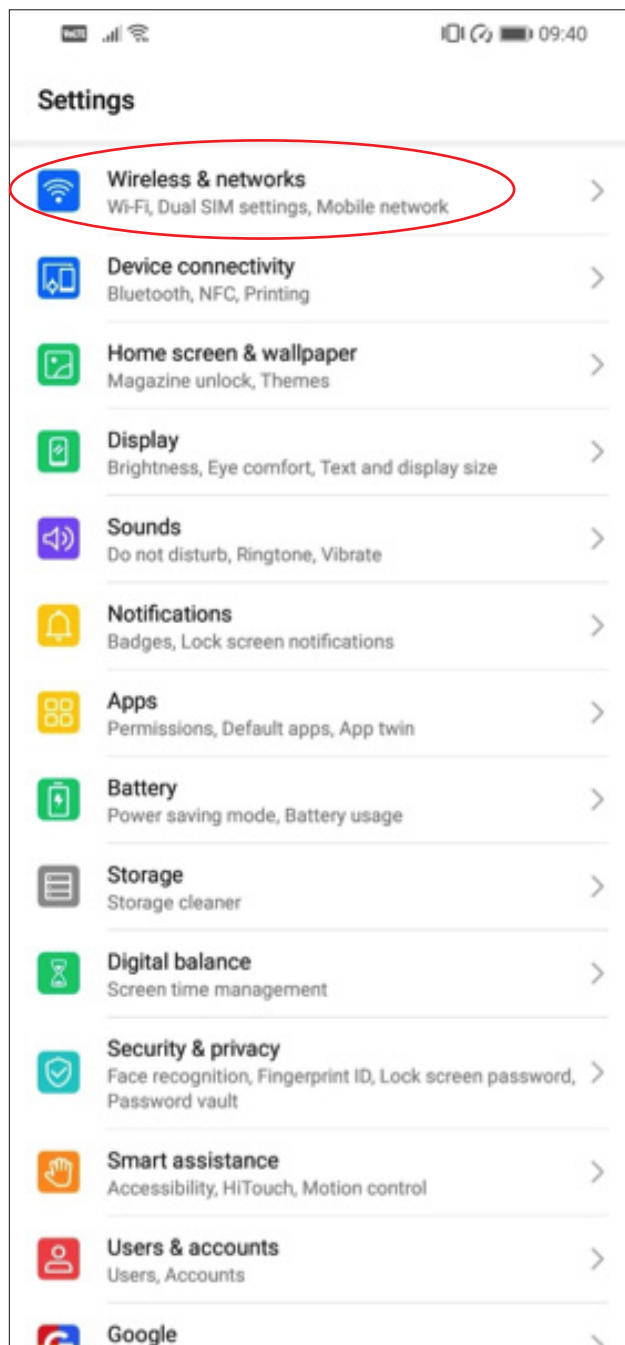 VoLTE 09:40
Settings
Wireless & networks
Wi-Fi, Dual SIM settings, Mobile network
Device connectivity
Bluetooth, NFC, Printing
Home screen & wallpaper
Magazine unlock, Themes
Display
Brightness, Eye comfort, Text and display size
Sounds
Do not disturb, Ringtone, Vibrate
Notifications
Badges, Lock screen notifications
Apps
Permissions, Default apps, App twin
Battery
Power saving mode, Battery usage
Storage
Storage cleaner
Digital balance
Screen time management
Security & privacy
Face recognition, Fingerprint ID, Lock screen password,
Password vault
Smart assistance
Accessibility, HiTouch, Motion control
Users & accounts
Users, Accounts
Google